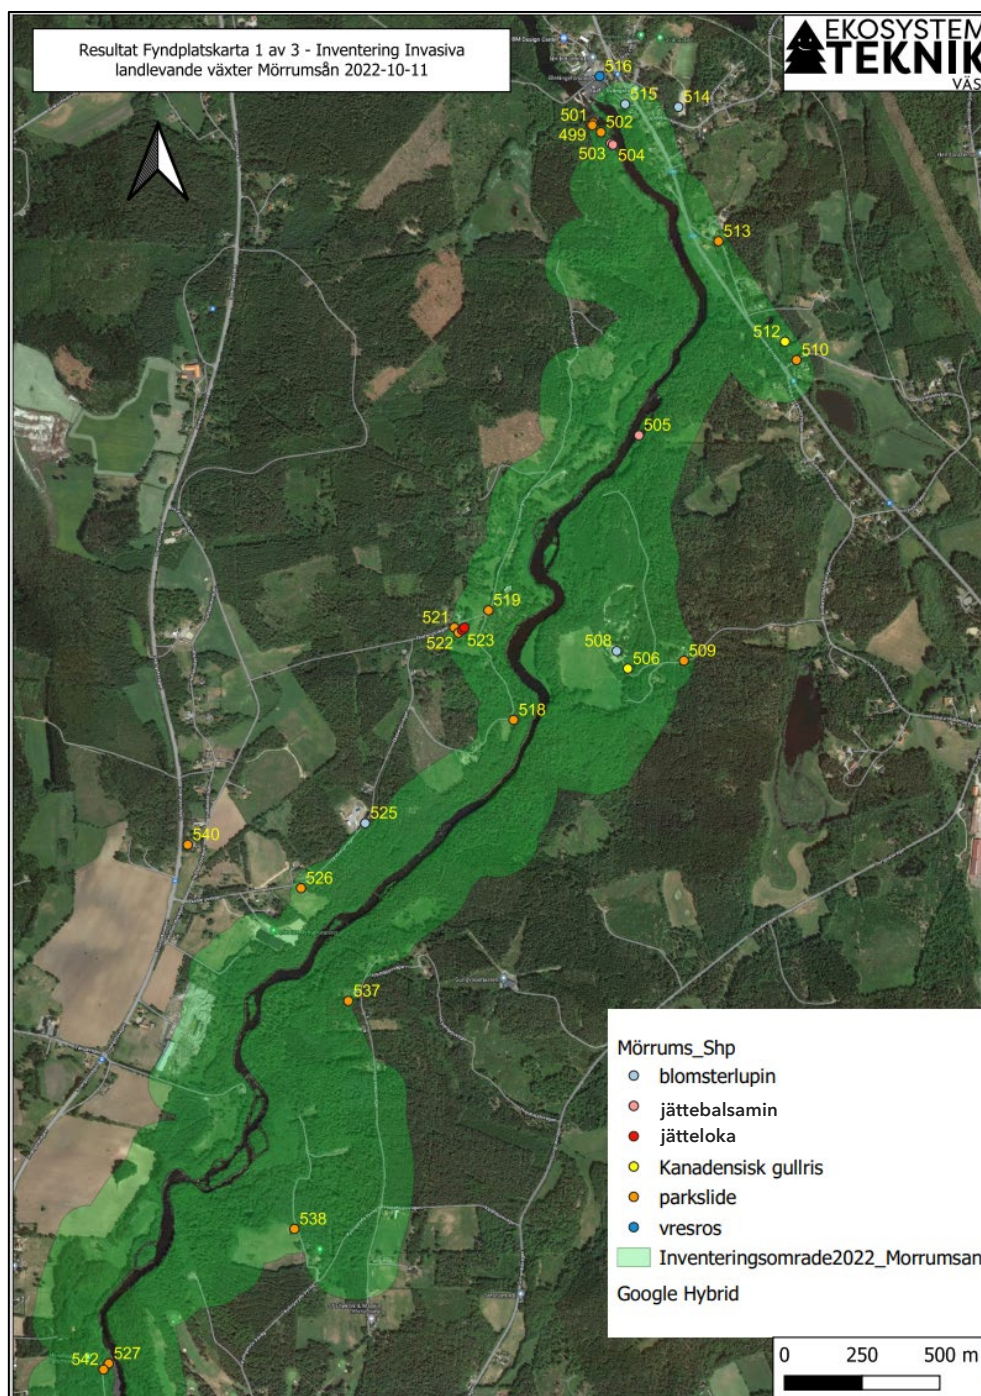 Resultat Fyndplatskarta 1 av 3 - Inventering Invasiva
landlevande växter Mörrumsån 2022-10-11
EKOSYSTEM
TEKNIK
VÄS
516
515
514
501
502
499
503
504
513
512
510
505
519
521
522
523
508
506
509
518
525
540
526
537
538
542
527
Mörrums_Shp
blomsterlupin
jättebalsamin
jätteloka
Kanadensisk gullris
parkslide
vresros
Inventeringsomrade2022_Morrumsan
Google Hybrid
0 250 500 m